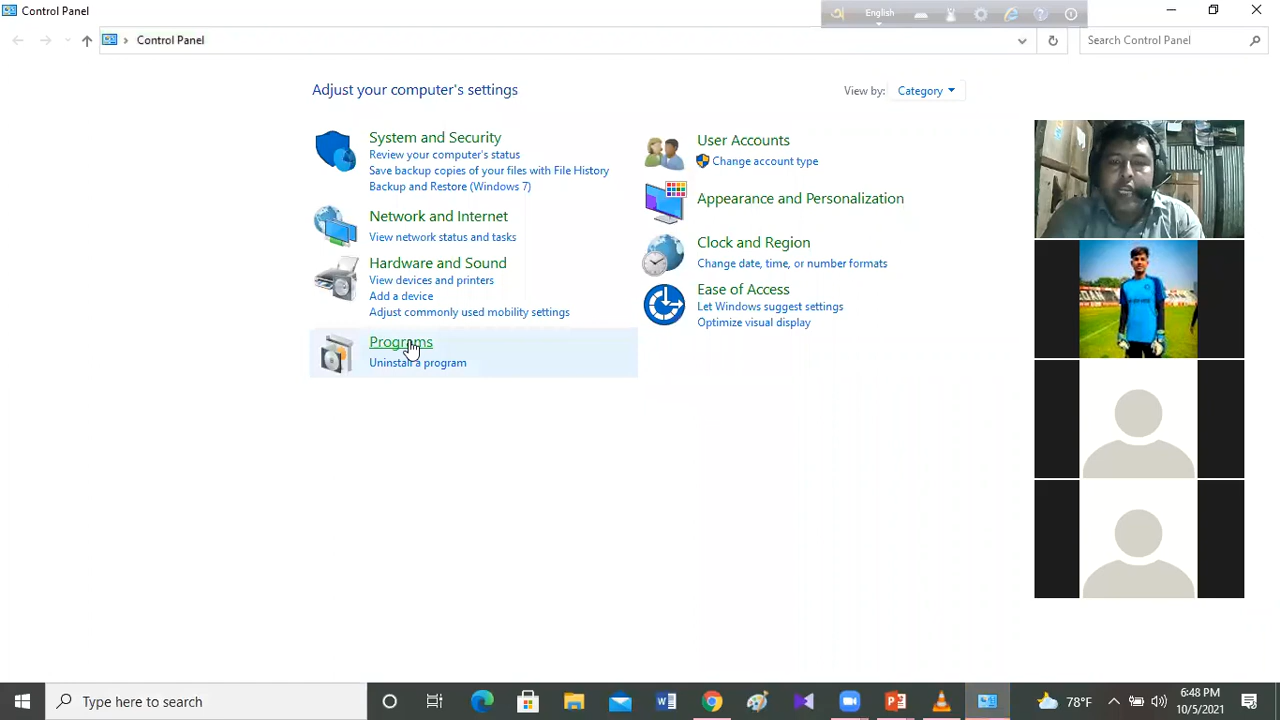 Control Panel
English
Control Panel
Search Control Panel
Adjust your computer's settings
View by: Category
System and Security
Review your computer's status
Save backup copies of your files with File History
Backup and Restore (Windows 7)
Network and Internet
View network status and tasks
Hardware and Sound
View devices and printers
Add a device
Adjust commonly used mobility settings
Programs
Uninstall a program
User Accounts
Change account type
Appearance and Personalization
Clock and Region
Change date, time, or number formats
Ease of Access
Let Windows suggest settings
Optimize visual display
Type here to search
78°F
6:48 PM
10/5/2021